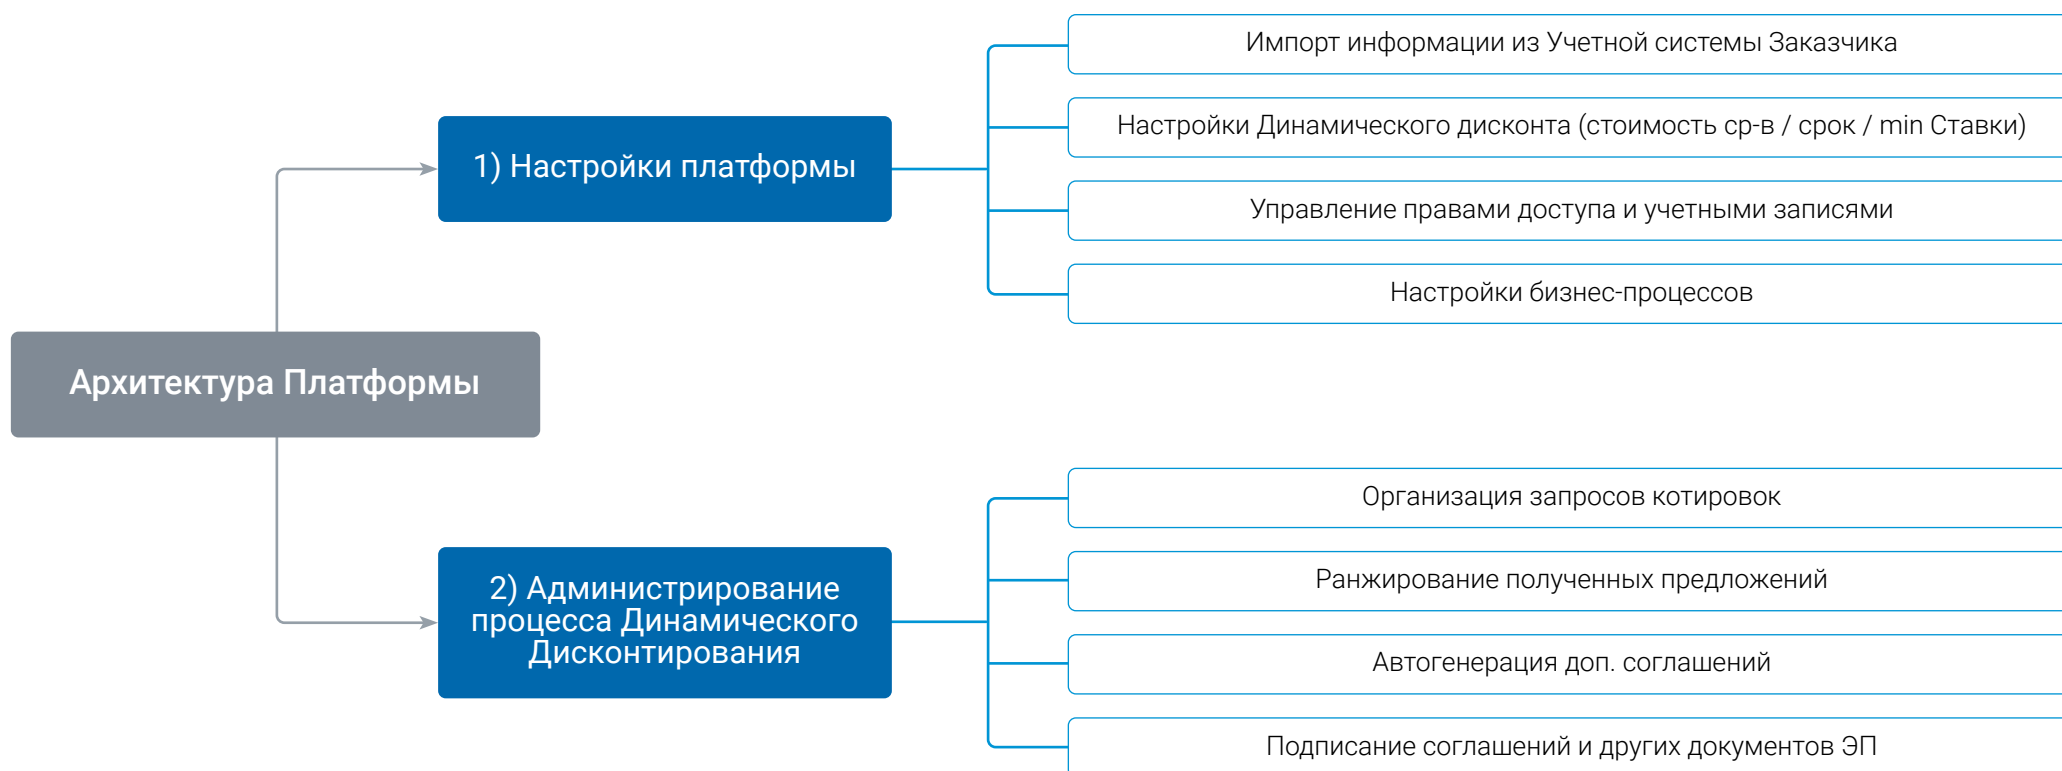 Архитектура Платформы
1) Настройки платформы
Импорт информации из Учетной системы Заказчика
Настройки Динамического дисконта (стоимость ср-в / срок / min Ставки)
Управление правами доступа и учетными записями
Настройки бизнес-процессов
2) Администрирование
процесса Динамического
Дисконтирования
Организация запросов котировок
Ранжирование полученных предложений
Автогенерация доп. соглашений
Подписание соглашений и других документов ЭП